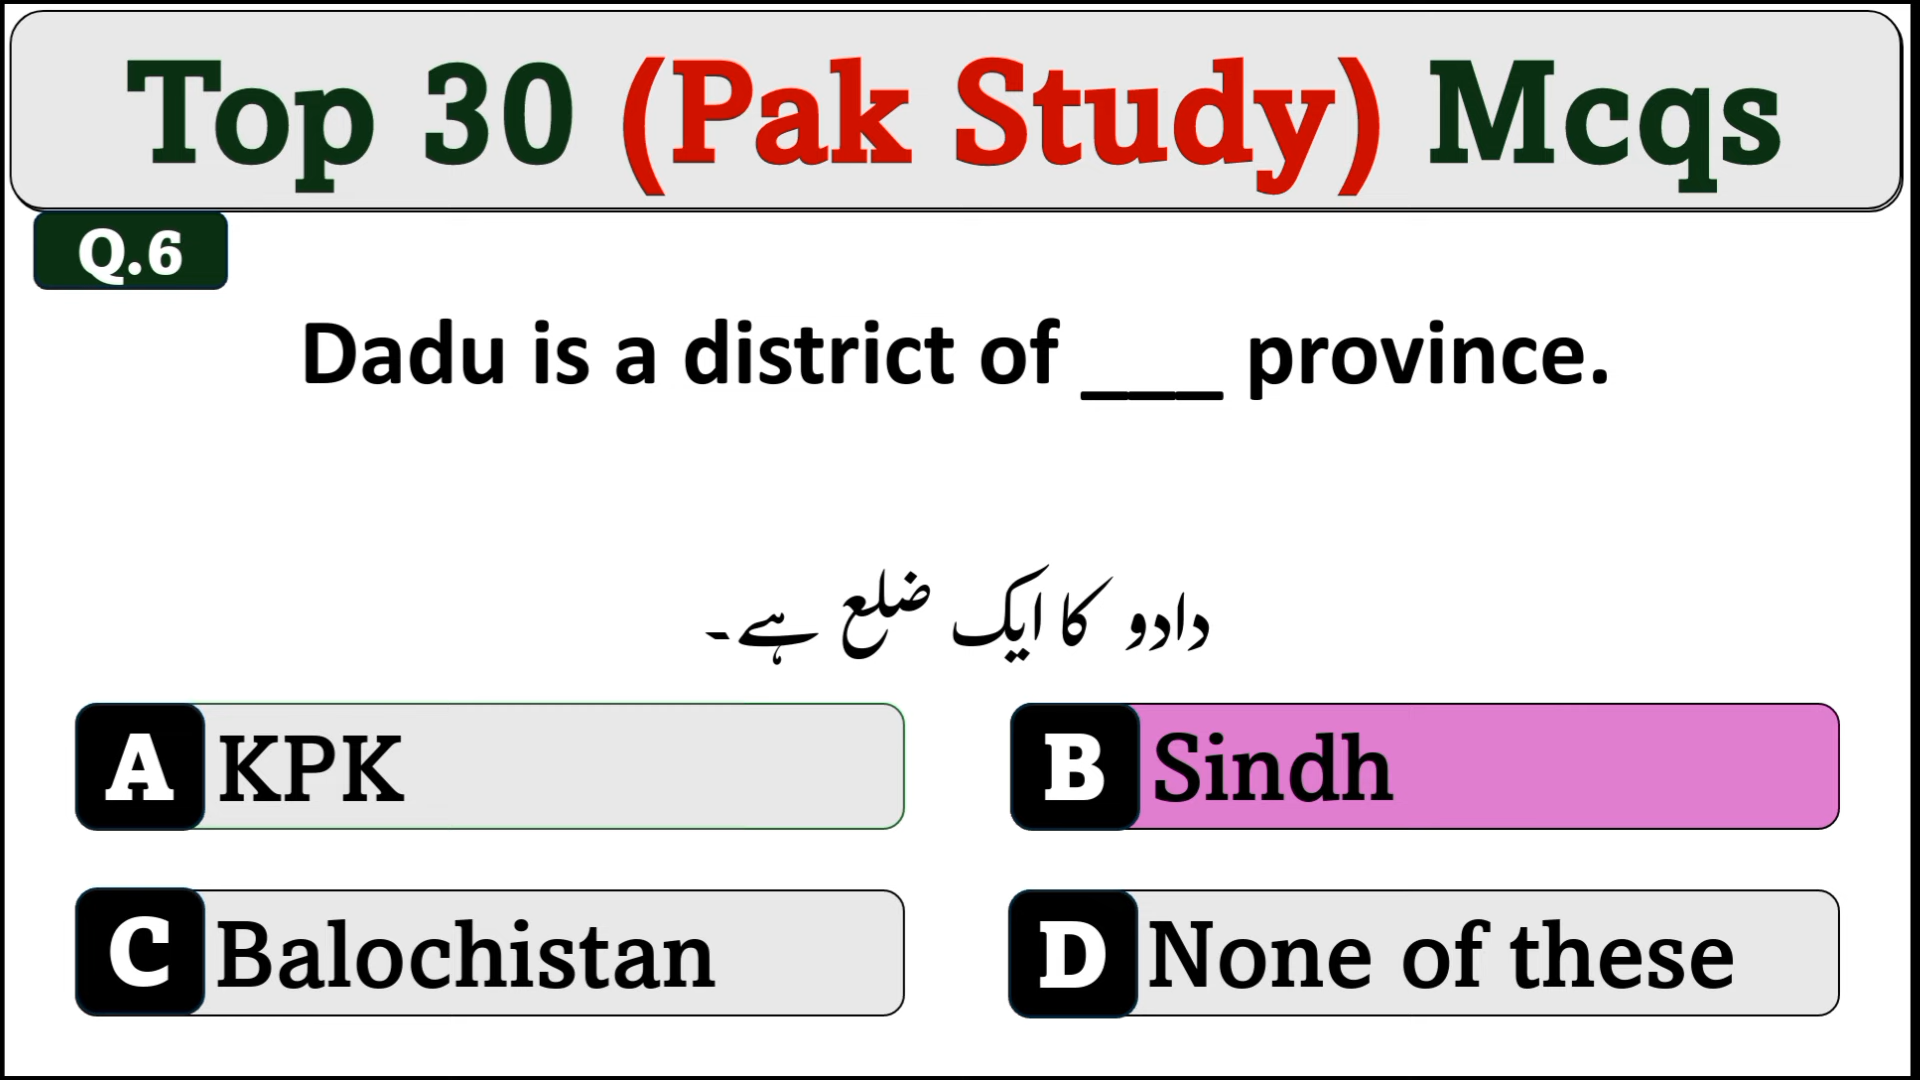 Top 30 (Pak Study) Mcqs
Q.6
Dadu is a district of ___ province.
دادو کا ایک ضلع ہے۔
A KPK
B Sindh
C Balochistan
D None of these